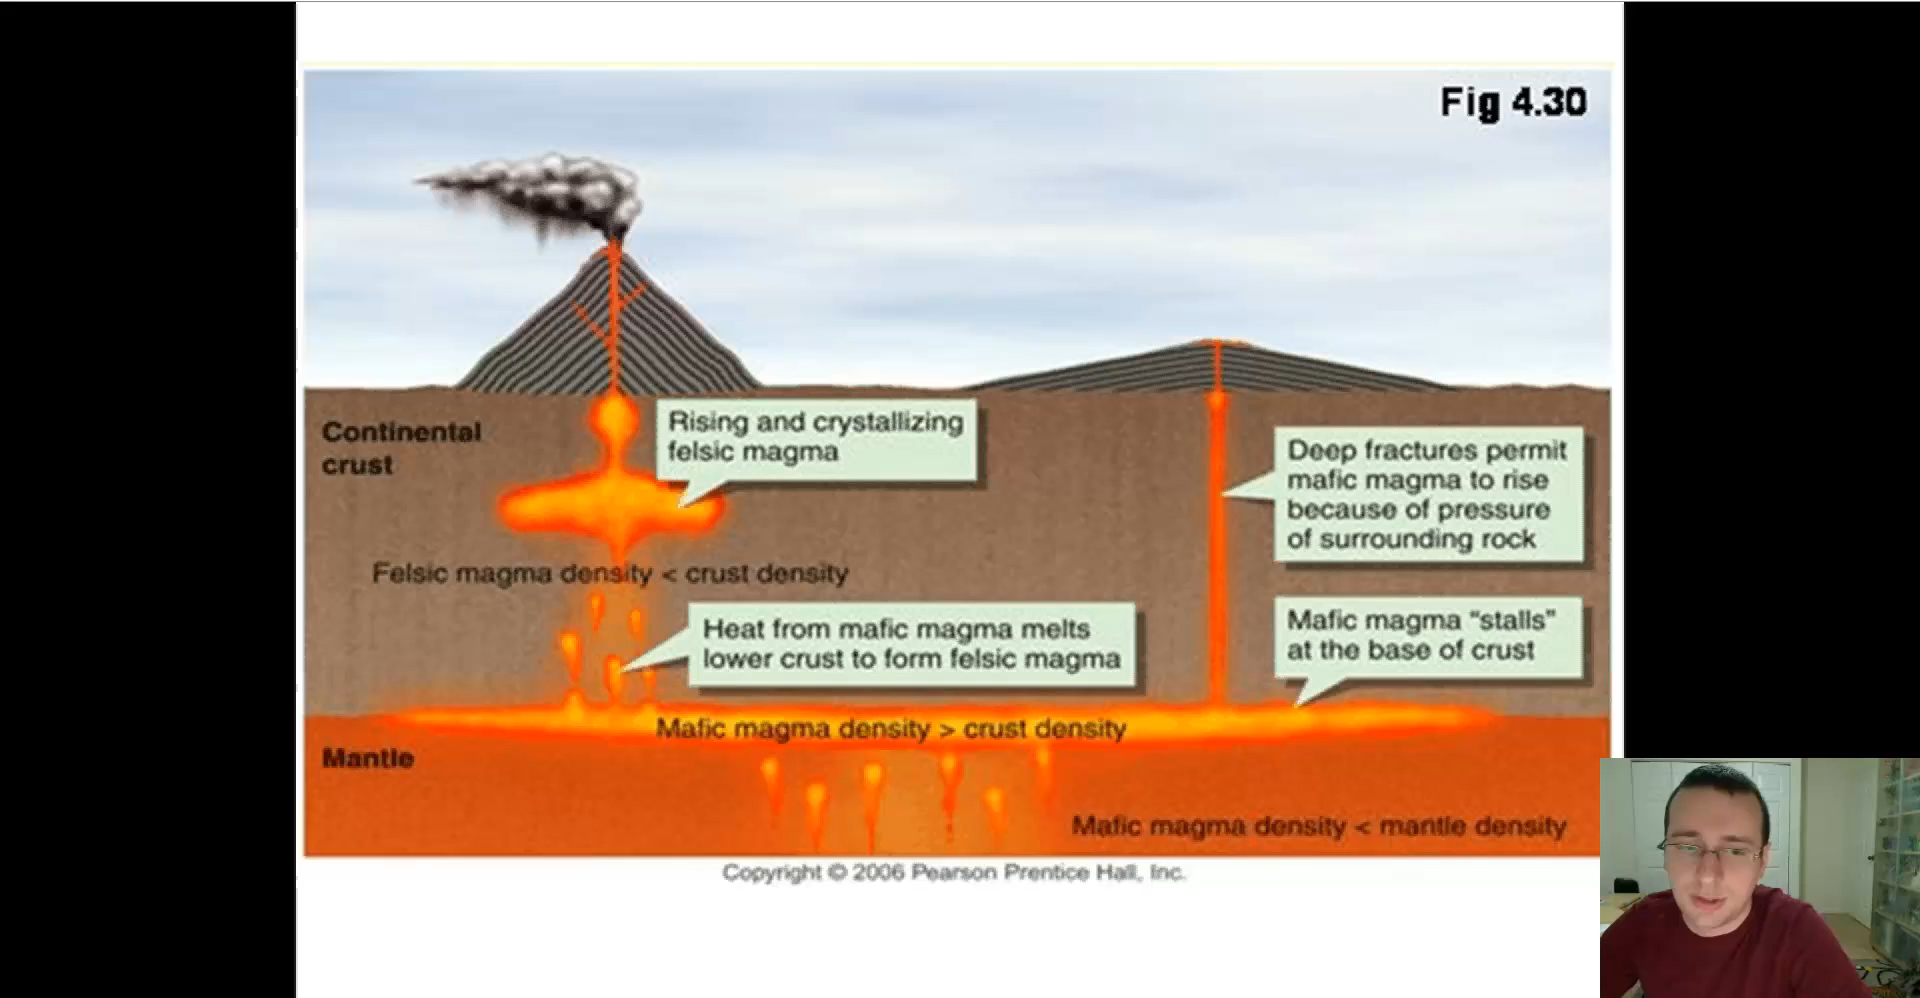 Fig 4.30
Continental
crust
Rising and crystallizing
felsic magma
Deep fractures permit
mafic magma to rise
because of pressure
of surrounding rock
Felsic magma density < crust density
Heat from mafic magma melts
lower crust to form felsic magma
Mafic magma “stalls”
at the base of crust
Mafic magma density > crust density
Mantle
Mafic magma density < mantle density
Copyright © 2006 Pearson Prentice Hall, Inc.